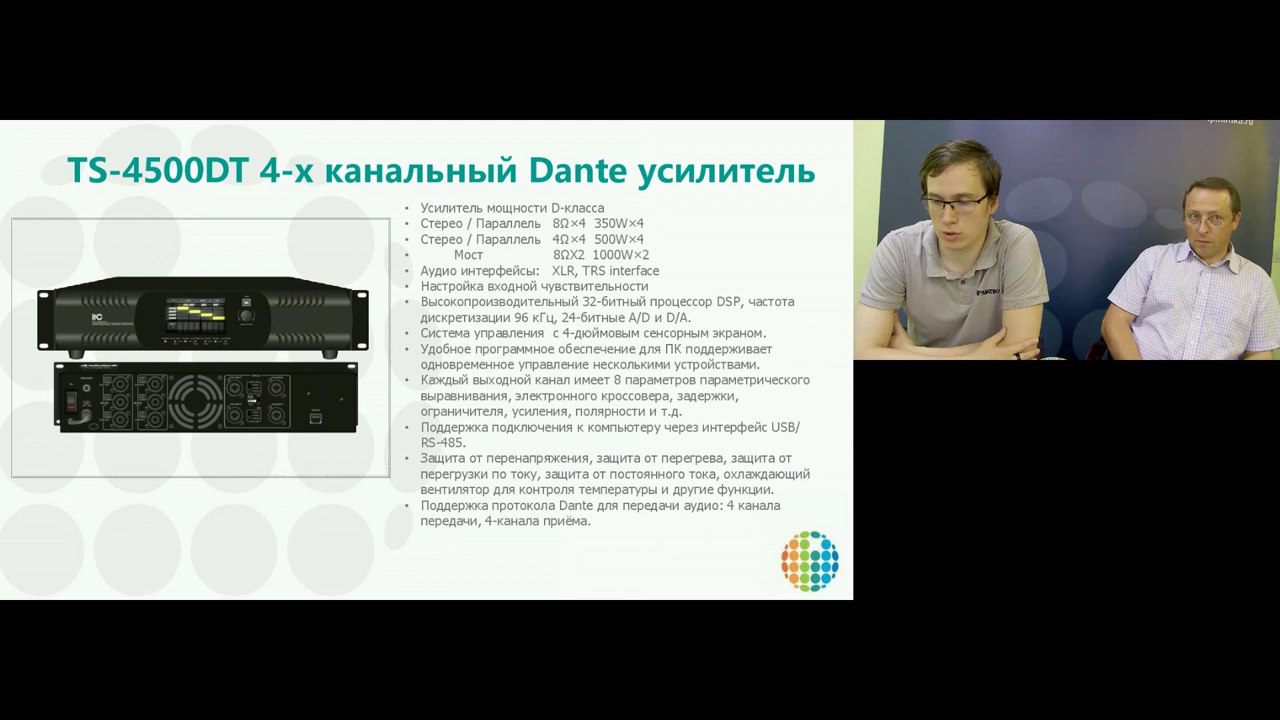 TS-4500DT 4-х канальный Dante усилитель
• Усилитель мощности D-класса
• Стерео / Параллель 8Ω×4 350W×4
• Стерео / Параллель 4Ω×4 500W×4
• Мост 8ΩX2 1000W×2
• Аудио интерфейсы: XLR, TRS interface
• Настройка входной чувствительности
• Высокопроизводительный 32-битный процессор DSP, частота
дискретизации 96 кГц, 24-битные A/D и D/A.
• Система управления с 4-дюймовым сенсорным экраном.
• Удобное программное обеспечение для ПК поддерживает
одновременное управление несколькими устройствами.
• Каждый выходной канал имеет 8 параметров параметрического
выравнивания, электронного кроссовера, задержки,
ограничителя, усиления, полярности и т.д.
• Поддержка подключения к компьютеру через интерфейс USB/
RS-485.
• Защита от перенапряжения, защита от перегрева, защита от
перегрузки по току, защита от постоянного тока, охлаждающий
вентилятор для контроля температуры и другие функции.
• Поддержка протокола Dante для передачи аудио: 4 канала
передачи, 4-канала приёма.
itC